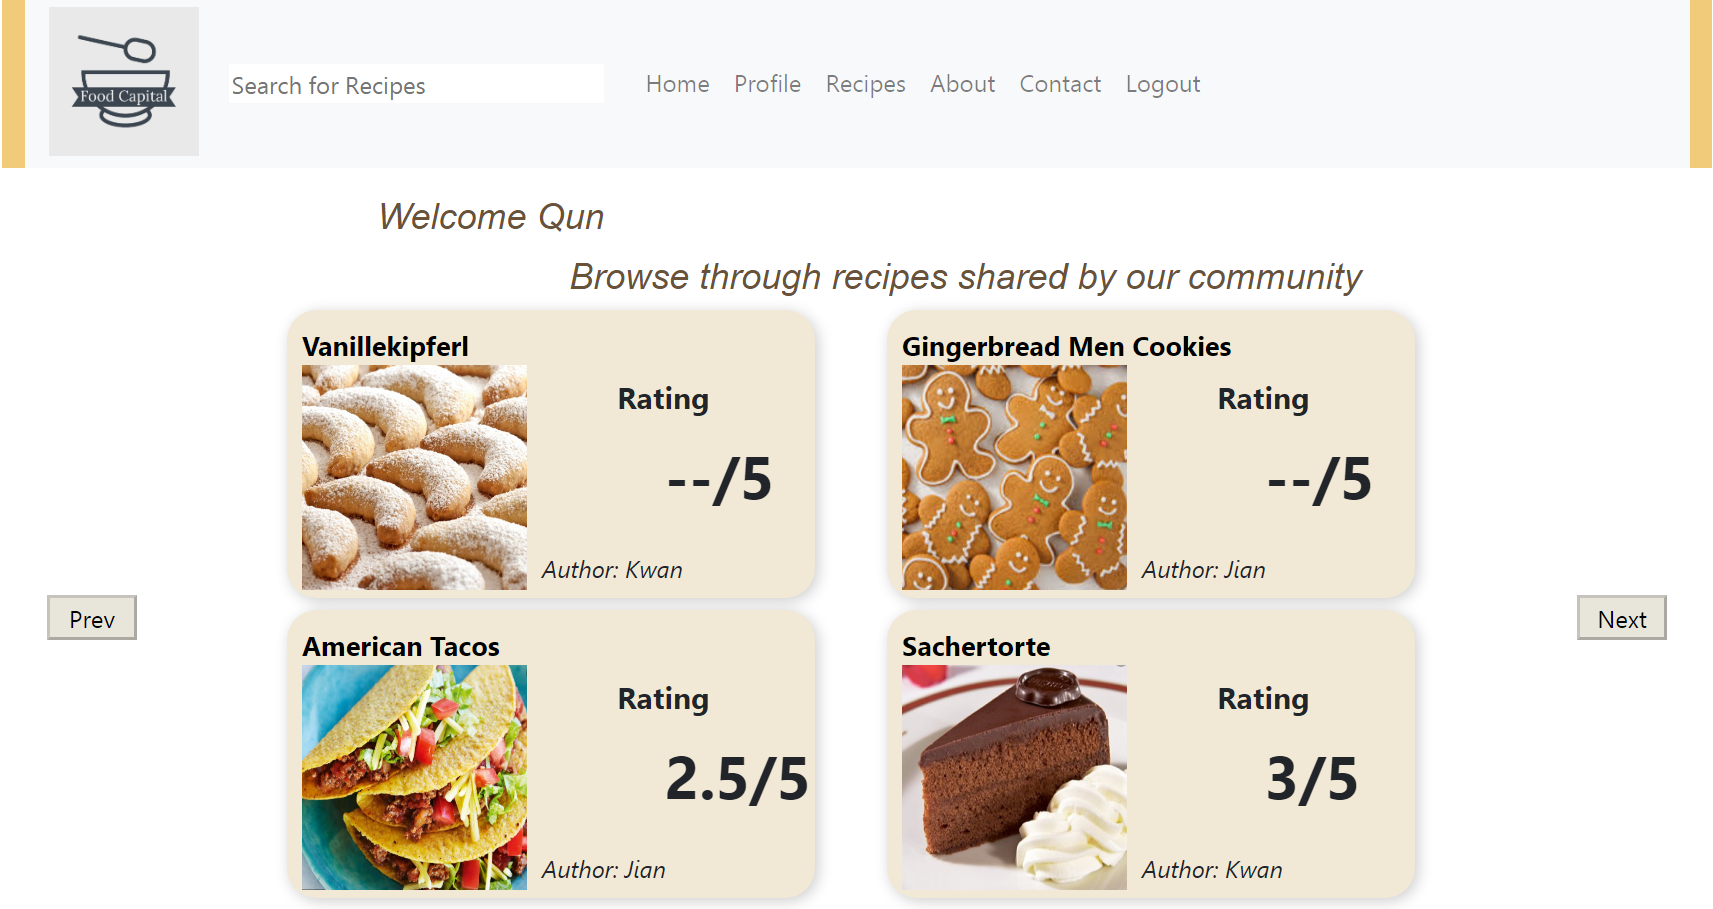 Food Capital
Search for Recipes
Home Profile Recipes About Contact Logout
Welcome Qun
Browse through recipes shared by our community
Vanillekipferl
Rating
--/5
Author: Kwan
Gingerbread Men Cookies
Rating
--/5
Author: Jian
Prev
Next
American Tacos
Rating
2.5/5
Author: Jian
Sachertorte
Rating
3/5
Author: Kwan